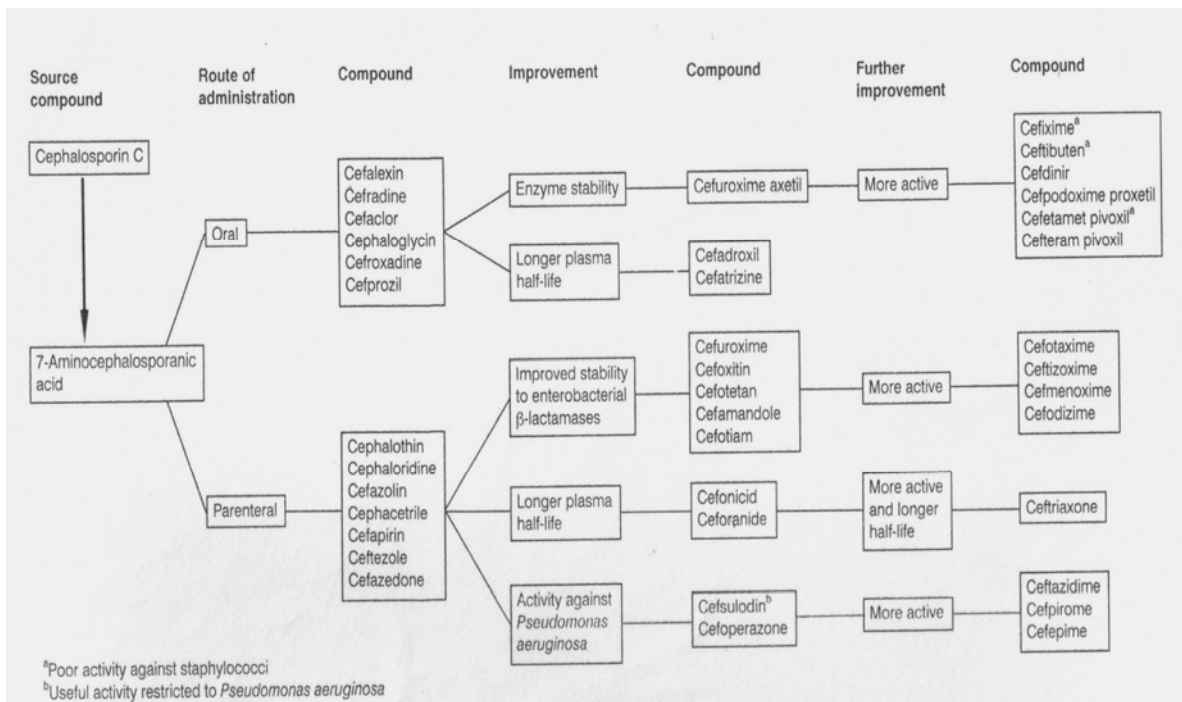 Source
compound
Route of
administration
Compound
Improvement
Compound
Further
improvement
Compound
Cephalosporin C
7-Aminocephalosporanic
acid
Oral
Cefalexin
Cefradine
Cefaclor
Cephaloglycin
Cefroxadine
Cefprozil
Enzyme stability
Cefuroxime axetil
More active
Cefiximeᵃ
Ceftibutenᵃ
Cefdinir
Cefpodoxime proxetil
Cefetamet pivoxilᵃ
Cefteram pivoxil
Longer plasma
half-life
Cefadroxil
Cefatrizine
Parenteral
Cephalothin
Cephaloridine
Cefazolin
Cephacetrile
Cefapirin
Ceftezole
Cefazedone
Improved stability
to enterobacterial
β-lactamases
Cefuroxime
Cefoxitin
Cefotetan
Cefamandole
Cefotiam
More active
Cefotaxime
Ceftizoxime
Cefmenoxime
Cefodizime
Longer plasma
half-life
Cefonicid
Ceforanide
More active
and longer
half-life
Ceftriaxone
Activity against
Pseudomonas
aeruginosa
Cefsulodinᵇ
Cefoperazone
More active
Ceftazidime
Cefpirome
Cefepime
ᵃPoor activity against staphylococci
ᵇUseful activity restricted to Pseudomonas aeruginosa